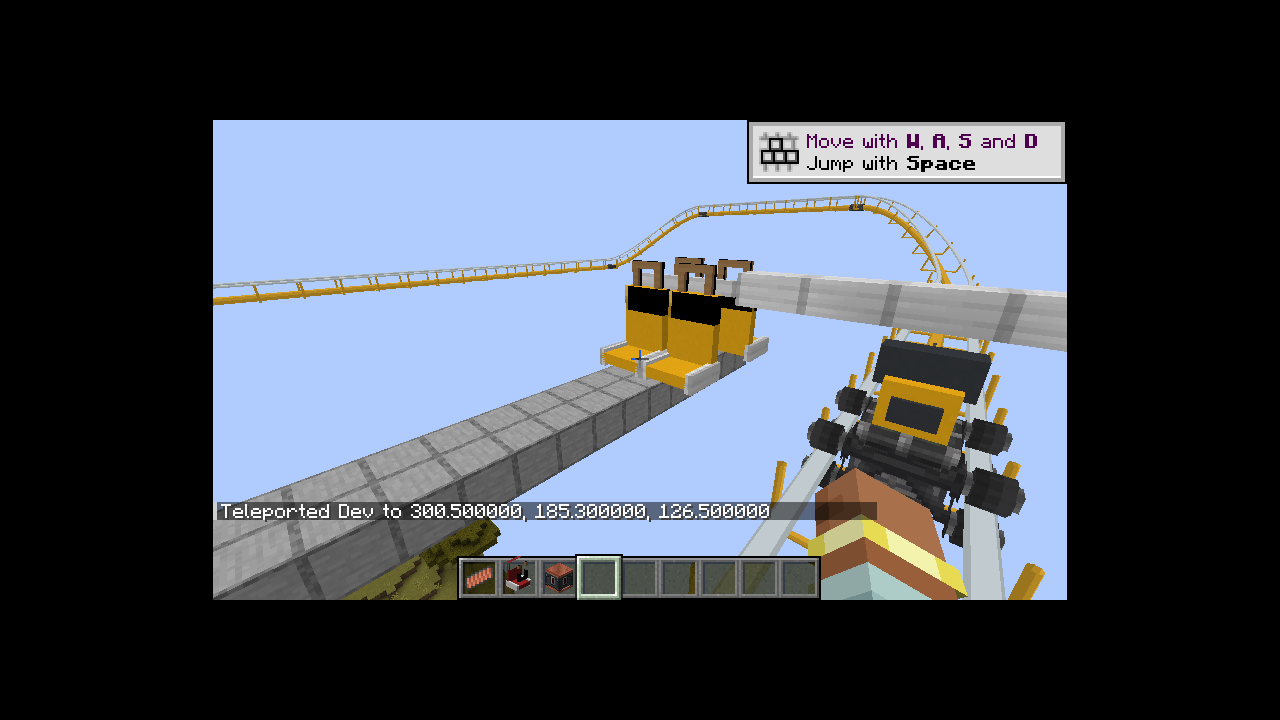 Move with W, A, S and D
Jump with Space
Teleported Dev to 300.500000, 185.300000, 126.500000